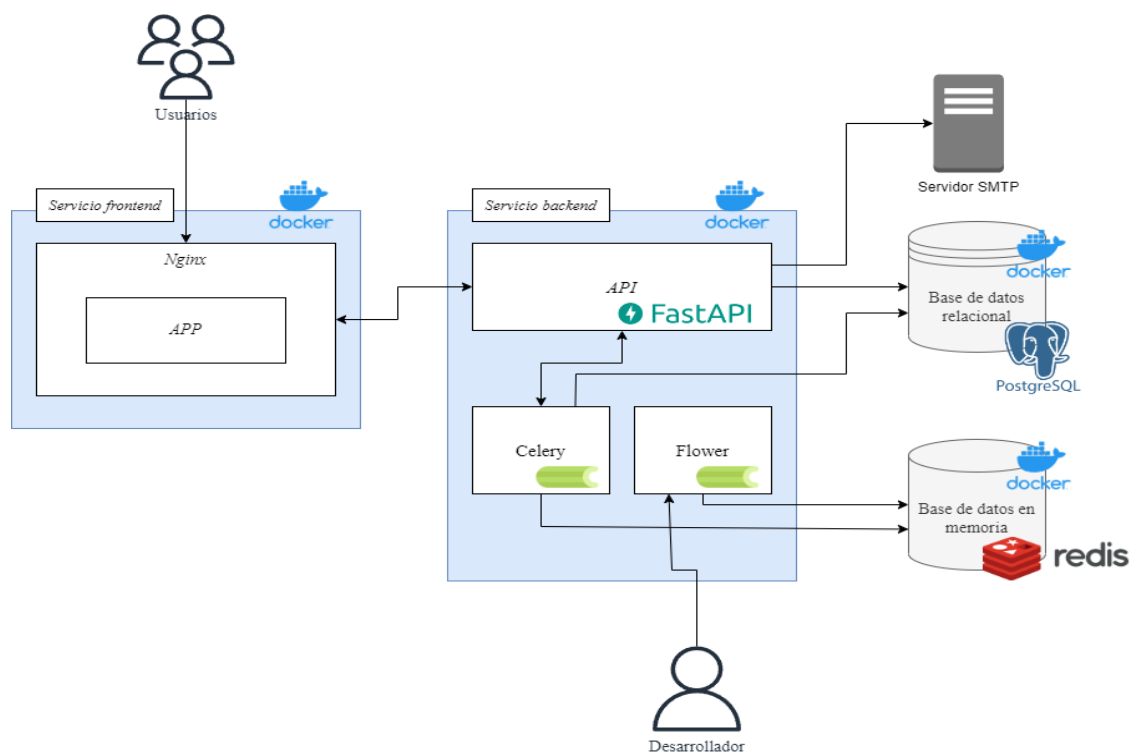 Usuarios
Servidor SMTP
Servicio frontend
docker
Servicio backend
docker
Nginx
APP
API
FastAPI
docker
Base de datos
relacional
PostgreSQL
Celery
Flower
docker
Base de datos en
memoria
redis
Desarrollador